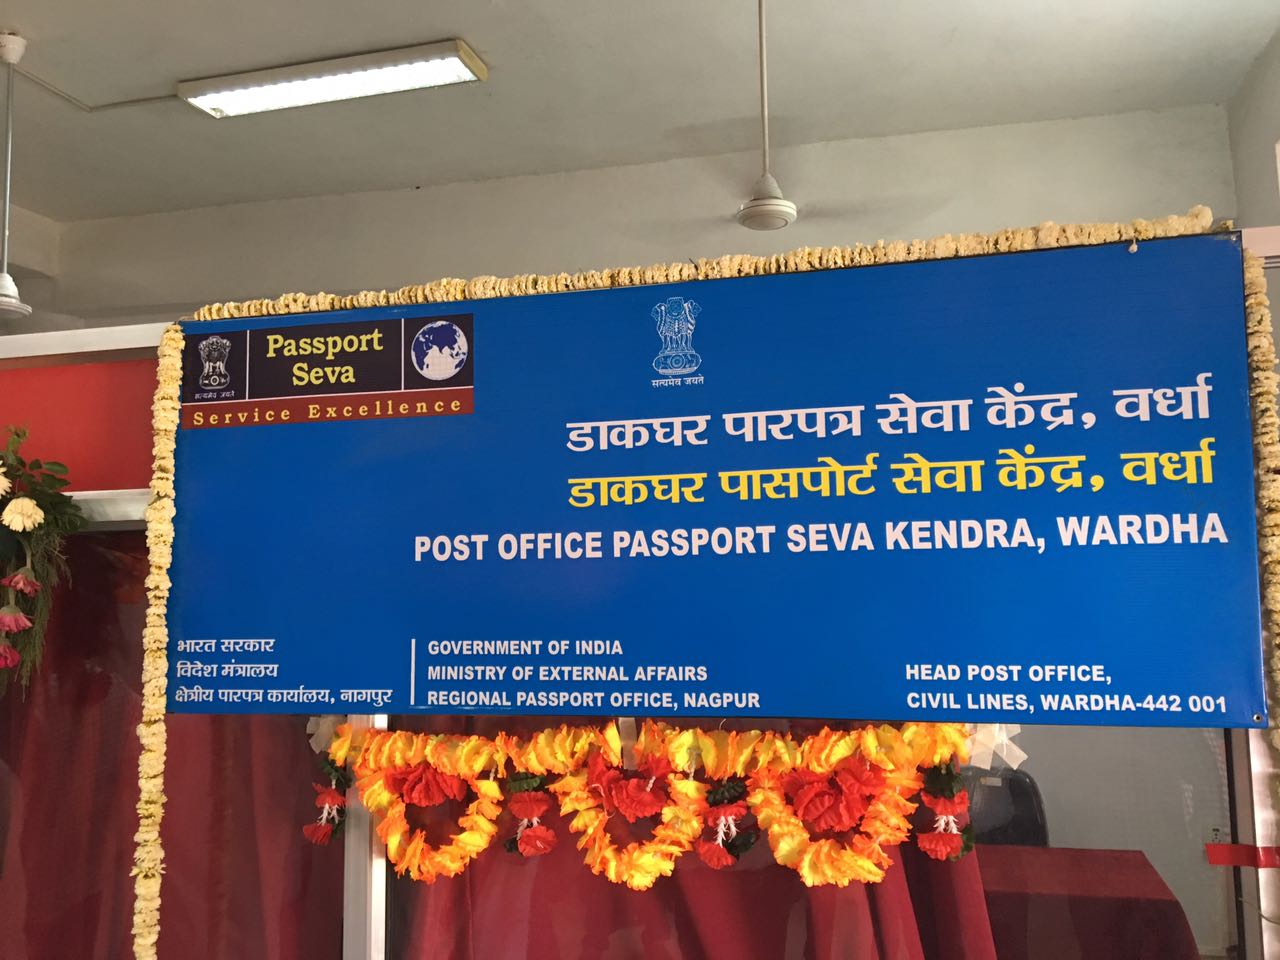 Passport
Seva
सत्यमेव जयते
Service Excellence
सत्यमेव जयते
डाकघर पारपत्र सेवा केंद्र, वर्धा
डाकघर पासपोर्ट सेवा केंद्र, वर्धा
POST OFFICE PASSPORT SEVA KENDRA, WARDHA
भारत सरकार
विदेश मंत्रालय
क्षेत्रीय पारपत्र कार्यालय, नागपुर
GOVERNMENT OF INDIA
MINISTRY OF EXTERNAL AFFAIRS
REGIONAL PASSPORT OFFICE, NAGPUR
HEAD POST OFFICE,
CIVIL LINES, WARDHA-442 001